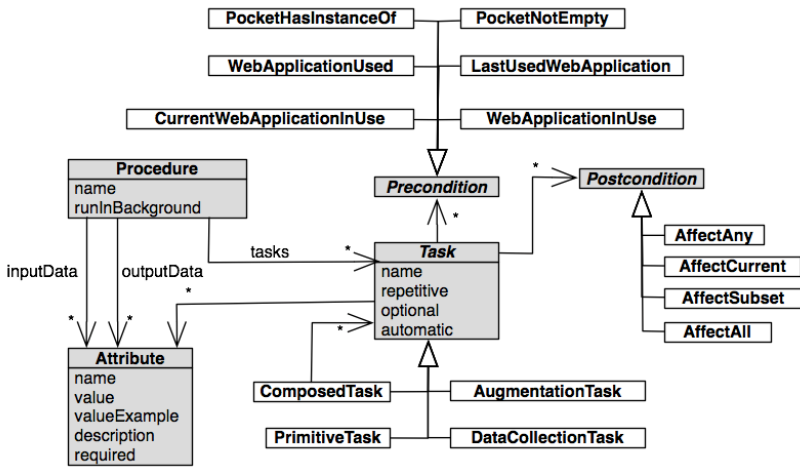 PocketHasInstanceOf
PocketNotEmpty
WebApplicationUsed
LastUsedWebApplication
CurrentWebApplicationInUse
WebApplicationInUse
Procedure
name
runInBackground
Precondition
*
Postcondition
*
inputData
outputData
tasks
*
Task
name
repetitive
optional
automatic
AffectAny
AffectCurrent
AffectSubset
AffectAll
*
*
*
*
Attribute
name
value
valueExample
description
required
ComposedTask
AugmentationTask
PrimitiveTask
DataCollectionTask